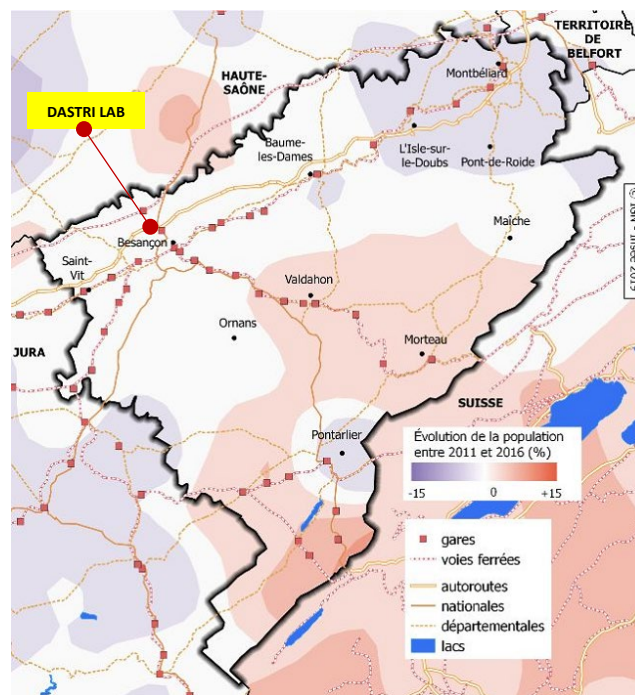 TERRITOIRE
DE
BELFORT
HAUTE-
SAÔNE
Montbéliard
DASTRI LAB
Baume-
les-Dames
L'Isle-sur-
le-Doubs
Pont-de-Roide
Maîche
Besançon
Saint-
Vit
Valdahon
Ornans
Morteau
JURA
SUISSE
Pontarlier
Évolution de la population
entre 2011 et 2016 (%)
-15 0 +15
gares
voies ferrées
autoroutes
nationales
départementales
lacs